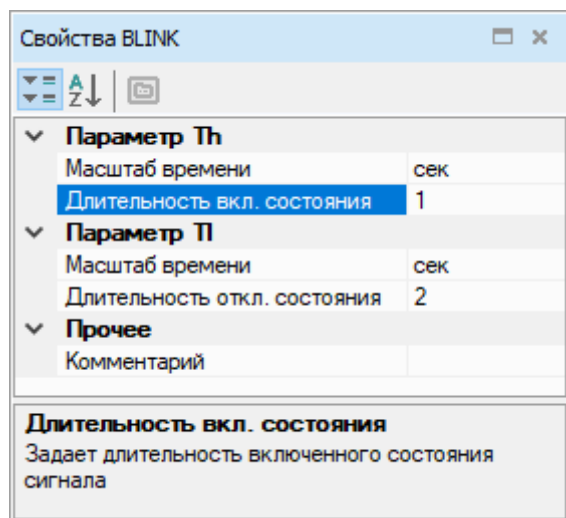 Свойства BLINK
Параметр Th
Масштаб времени сек
Длительность вкл. состояния 1
Параметр Tl
Масштаб времени сек
Длительность откл. состояния 2
Прочее
Комментарий
Длительность вкл. состояния
Задает длительность включенного состояния
сигнала